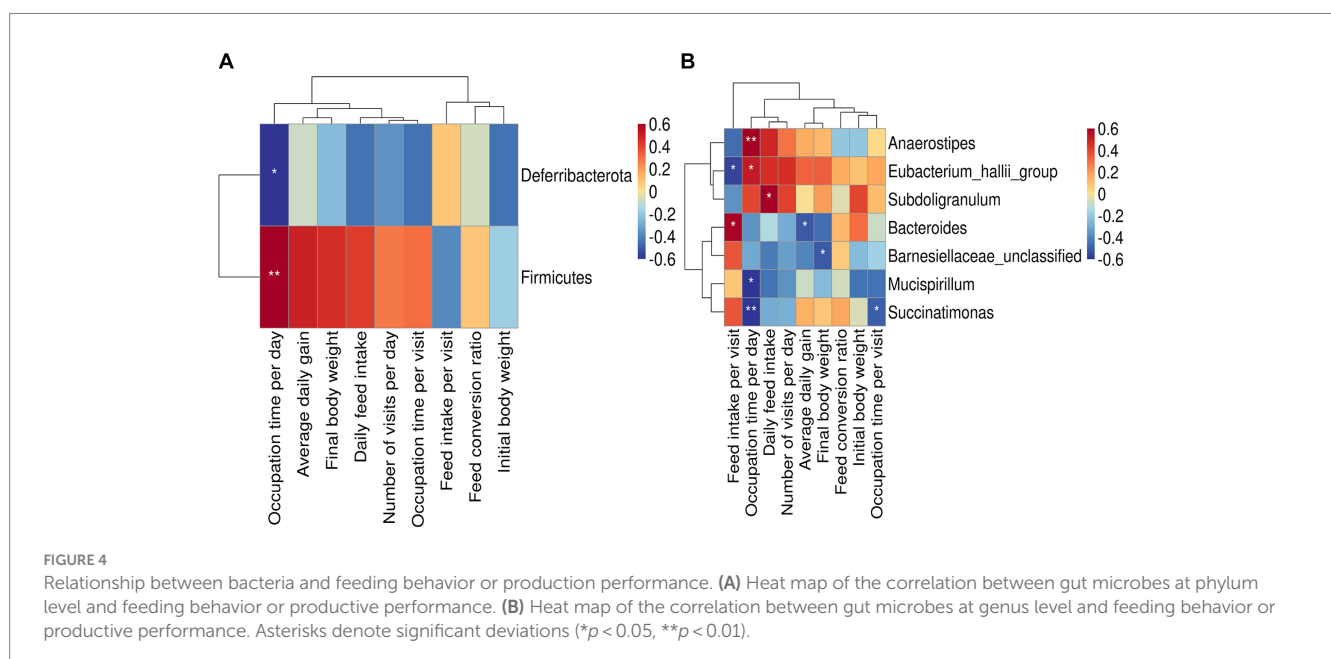 A
0.6
0.4
0.2
0
-0.2
-0.4
-0.6
*
**
Deferribacterota
Firmicutes
Occupation time per day
Average daily gain
Final body weight
Daily feed intake
Number of visits per day
Occupation time per visit
Feed intake per visit
Feed conversion ratio
Initial body weight
B
0.6
0.4
0.2
0
-0.2
-0.4
-0.6
** Anaerostipes
* * Eubacterium_hallii_group
* Subdoligranulum
* * Bacteroides
* Barnesiellaceae_unclassified
* Mucispirillum
** * Succinatimonas
Feed intake per visit
Occupation time per day
Daily feed intake
Number of visits per day
Average daily gain
Final body weight
Feed conversion ratio
Initial body weight
Occupation time per visit
FIGURE 4
Relationship between bacteria and feeding behavior or production performance. (A) Heat map of the correlation between gut microbes at phylum
level and feeding behavior or productive performance. (B) Heat map of the correlation between gut microbes at genus level and feeding behavior or
productive performance. Asterisks denote significant deviations (*p < 0.05, **p < 0.01).